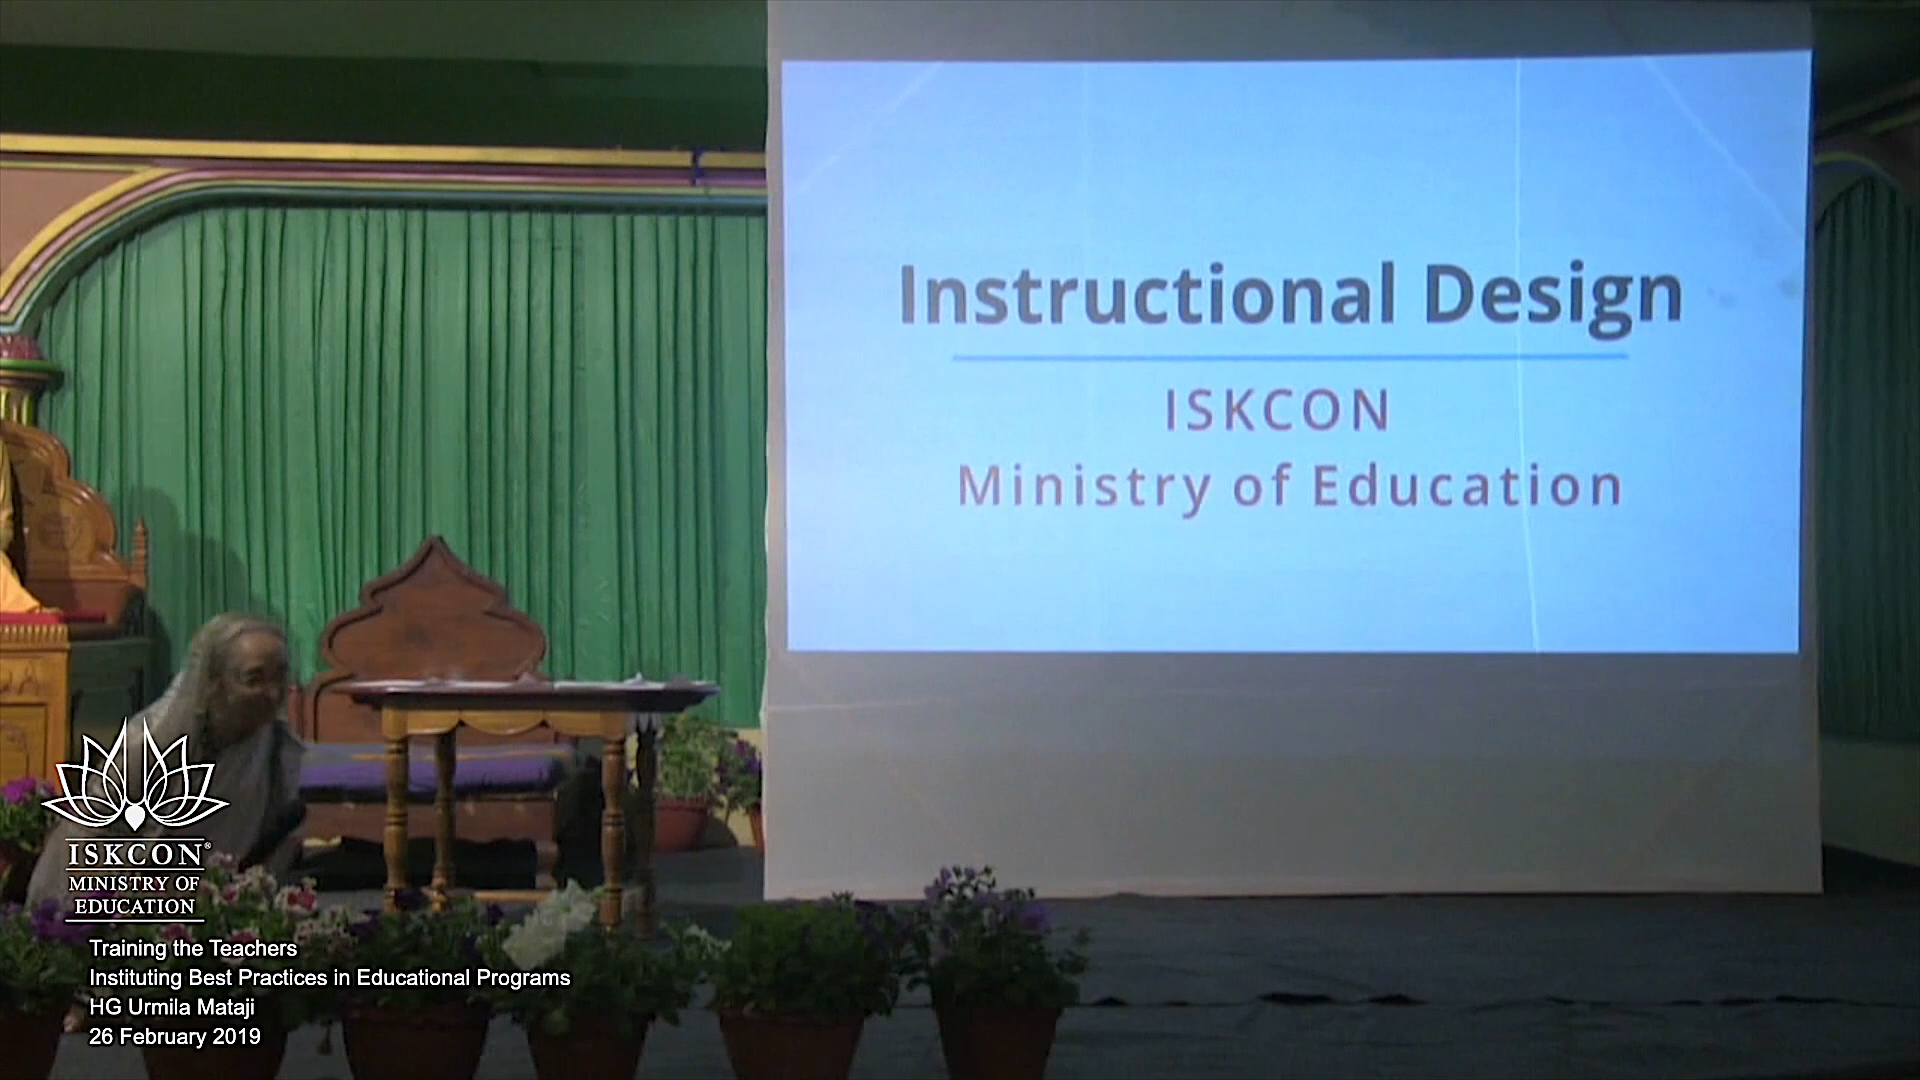 Instructional Design
ISKCON
Ministry of Education
ISKCON®
MINISTRY OF
EDUCATION
Training the Teachers
Instituting Best Practices in Educational Programs
HG Urmila Mataji
26 February 2019